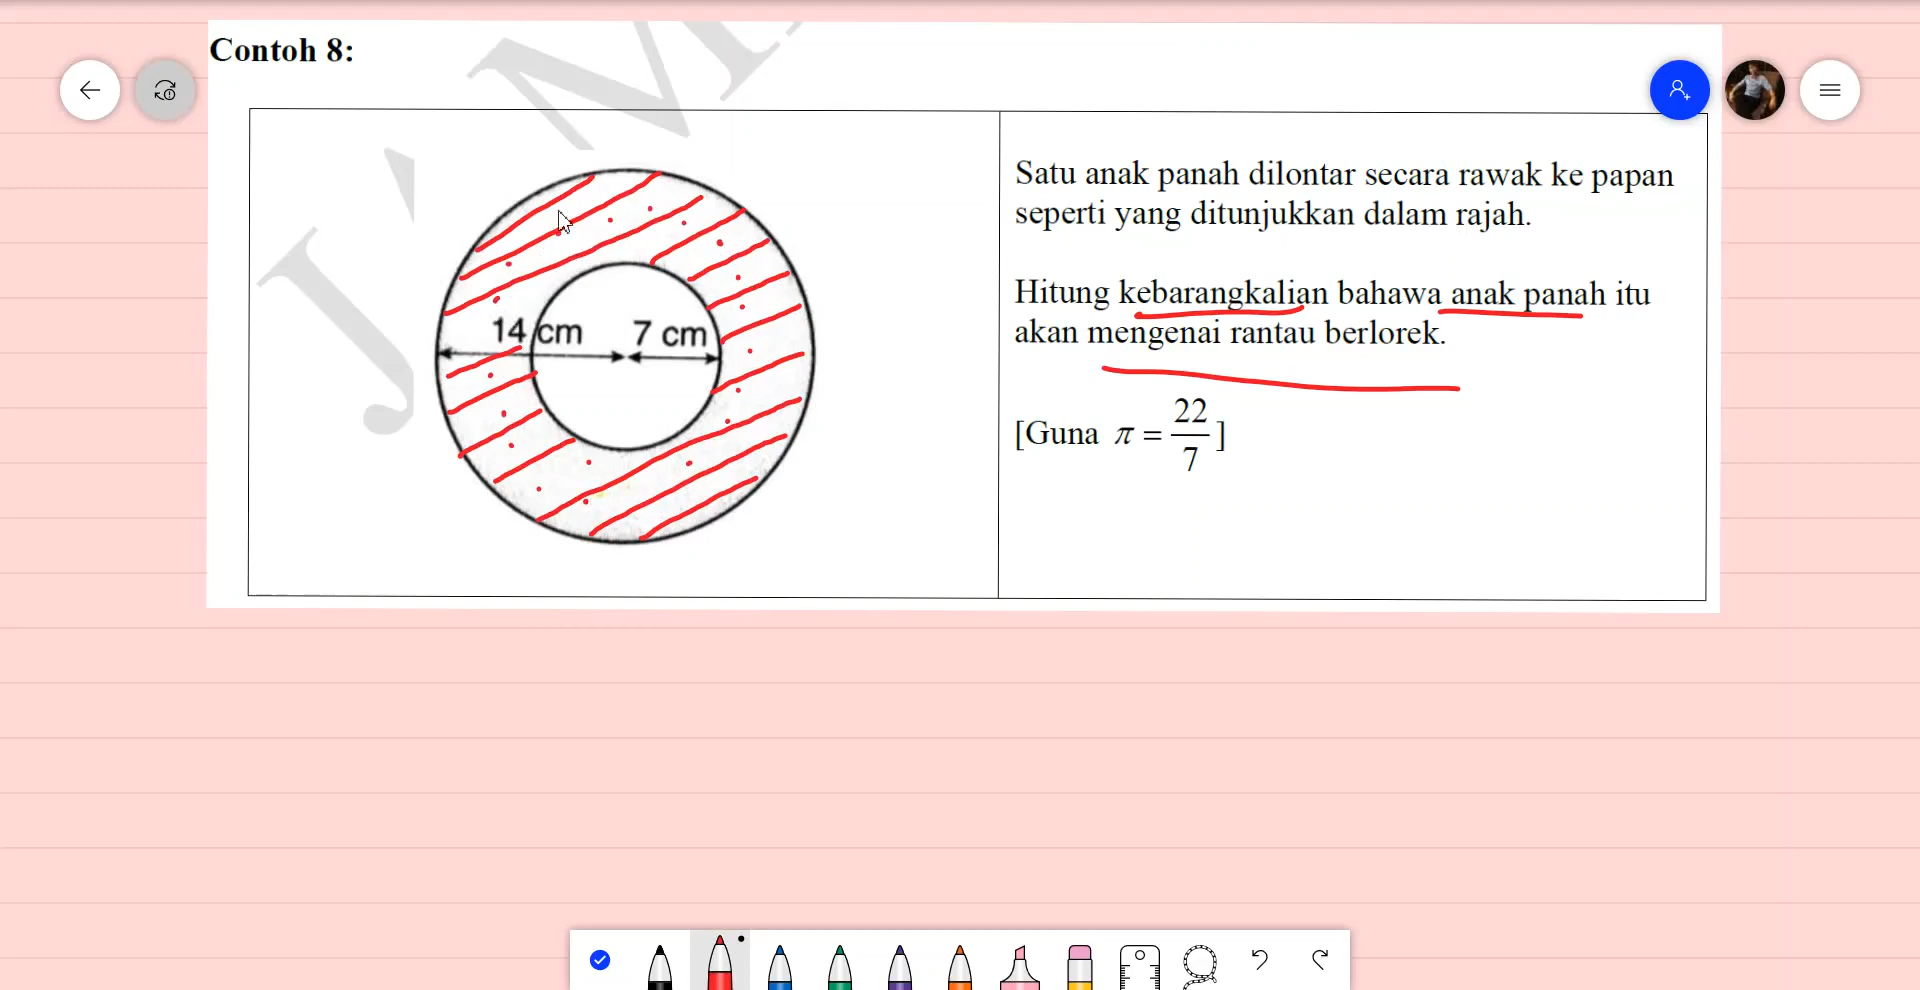 Contoh 8:
14 cm 7 cm
Satu anak panah dilontar secara rawak ke papan
seperti yang ditunjukkan dalam rajah.
Hitung kebarangkalian bahawa anak panah itu
akan mengenai rantau berlorek.
[Guna π = 22/7]